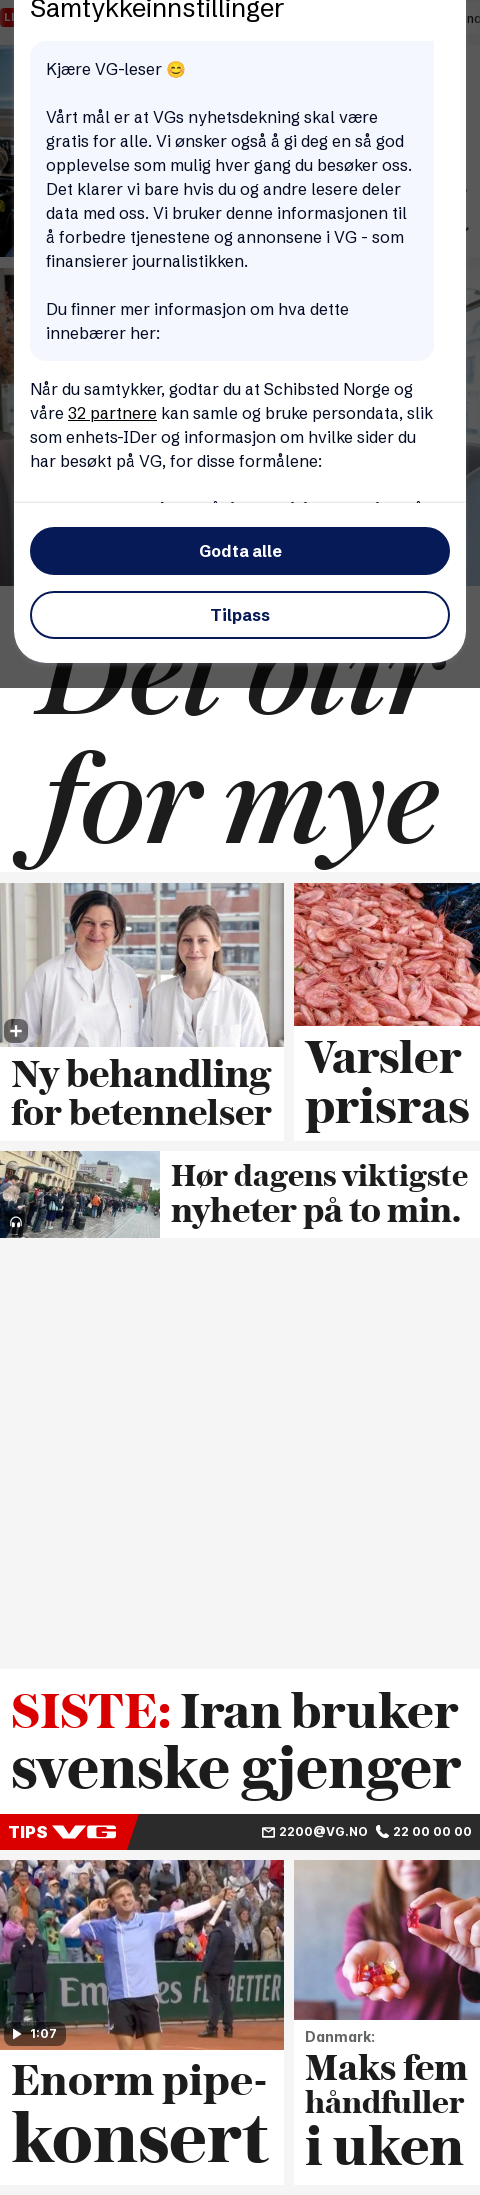 Samtykkeinnstillinger
Kjære VG-leser 😊
Vårt mål er at VGs nyhetsdekning skal være
gratis for alle. Vi ønsker også å gi deg en så god
opplevelse som mulig hver gang du besøker oss.
Det klarer vi bare hvis du og andre lesere deler
data med oss. Vi bruker denne informasjonen til
å forbedre tjenestene og annonsene i VG - som
finansierer journalistikken.
Du finner mer informasjon om hva dette
innebærer her:
Når du samtykker, godtar du at Schibsted Norge og
våre 32 partnere kan samle og bruke persondata, slik
som enhets-IDer og informasjon om hvilke sider du
har besøkt på VG, for disse formålene:
Godta alle
Tilpass
Det blir
for mye
Ny behandling
for betennelser
Varsler
prisras
Hør dagens viktigste
nyheter på to min.
SISTE: Iran bruker
svenske gjenger
TIPS VG
2200@VG.NO 22 00 00 00
1:07
Enorm pipe-
konsert
Danmark:
Maks fem
håndfuller
i uken